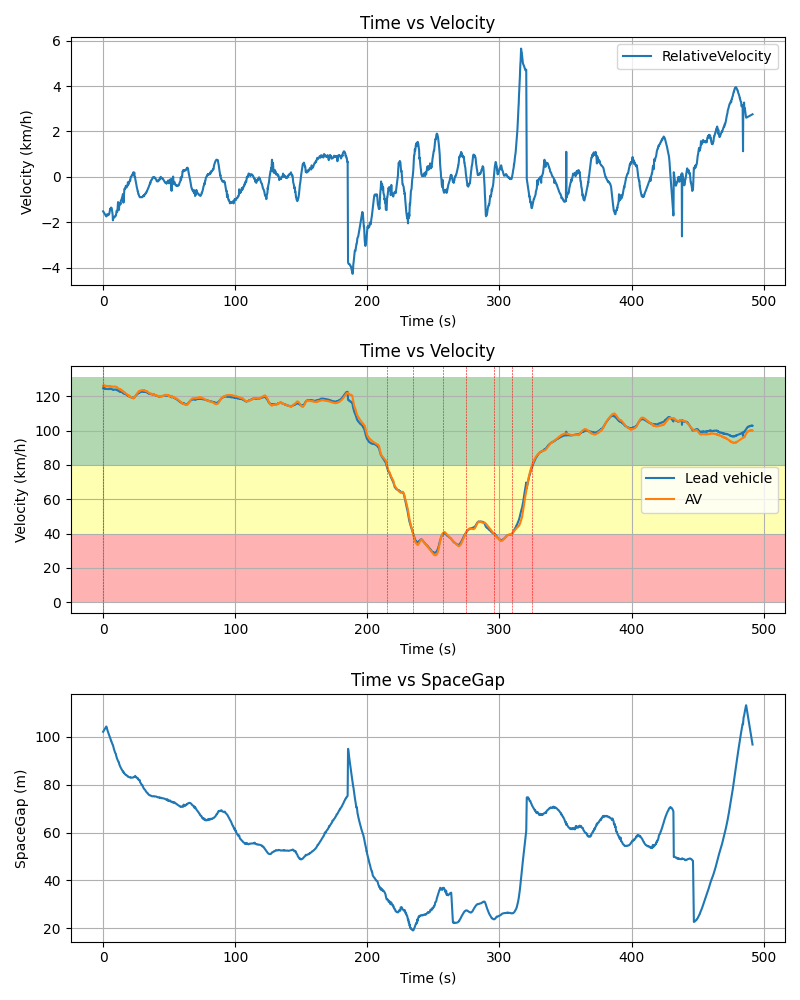 Time vs Velocity
6
4
2
0
−2
−4
Velocity (km/h)
RelativeVelocity
0 100 200 300 400 500
Time (s)
Time vs Velocity
120
100
80
60
40
20
0
Velocity (km/h)
Lead vehicle
AV
0 100 200 300 400 500
Time (s)
Time vs SpaceGap
100
80
60
40
20
SpaceGap (m)
0 100 200 300 400 500
Time (s)